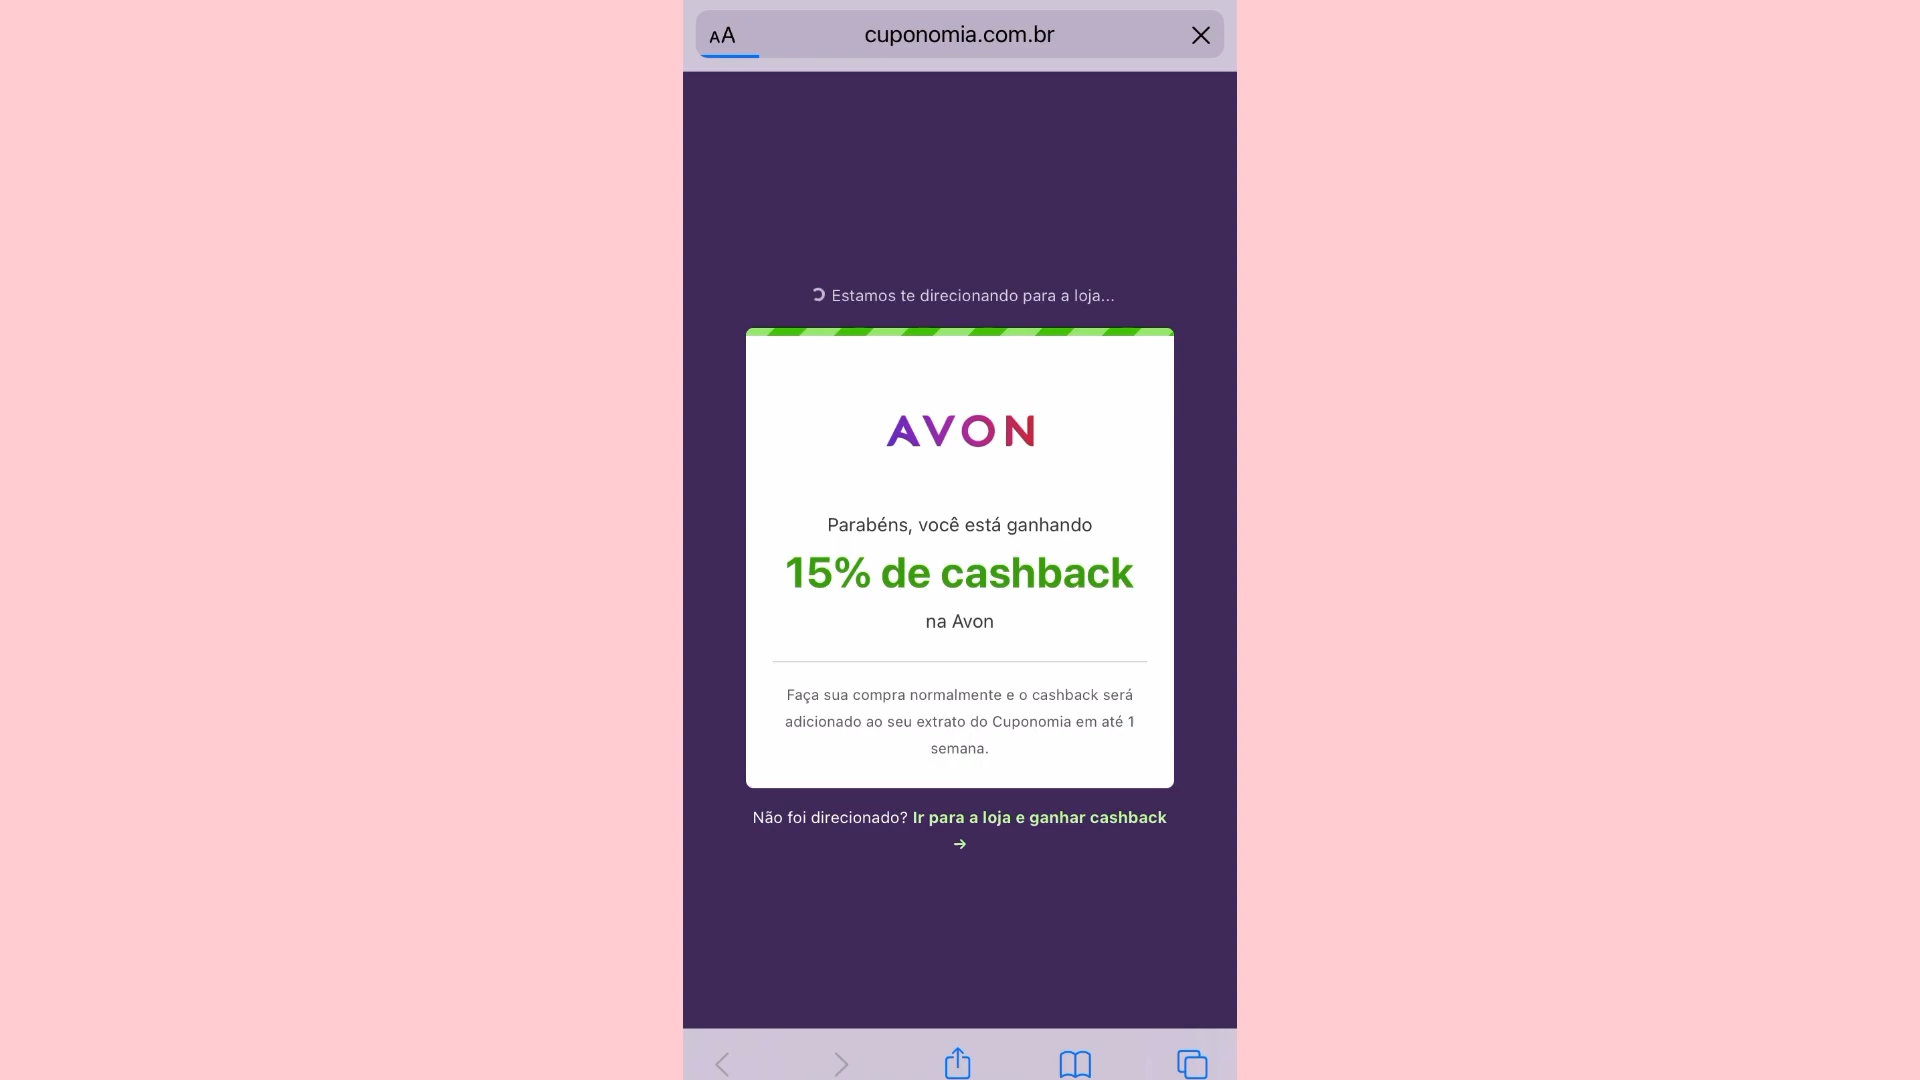 AA
cuponomia.com.br
Estamos te direcionando para a loja...
AVON
Parabéns, você está ganhando
15% de cashback
na Avon
Faça sua compra normalmente e o cashback será
adicionado ao seu extrato do Cuponomia em até 1
semana.
Não foi direcionado? Ir para a loja e ganhar cashback
→